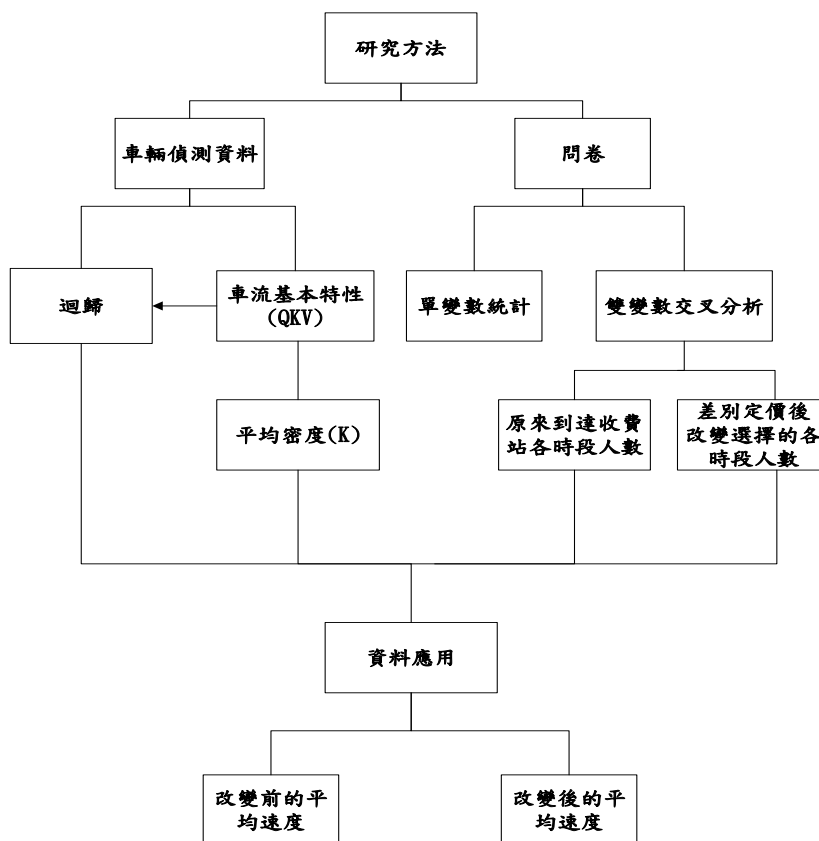 研究方法
車輛偵測資料
問卷
迴歸
車流基本特性
(QKV)
單變數統計
雙變數交叉分析
平均密度(K)
原來到達收費
站各時段人數
差別定價後
改變選擇的各
時段人數
資料應用
改變前的平
均速度
改變後的平
均速度